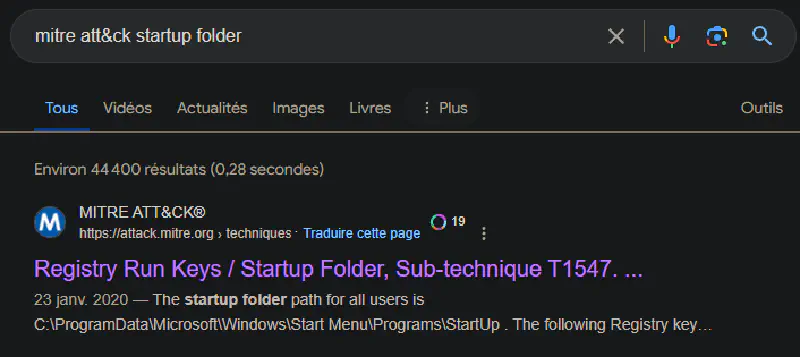 mitre att&ck startup folder
Tous Vidéos Actualités Images Livres Plus Outils
Environ 44 400 résultats (0,28 secondes)
M
MITRE ATT&CK®
https://attack.mitre.org › techniques · Traduire cette page 19
Registry Run Keys / Startup Folder, Sub-technique T1547. ...
23 janv. 2020 — The startup folder path for all users is
C:\ProgramData\Microsoft\Windows\Start Menu\Programs\StartUp . The following Registry key...